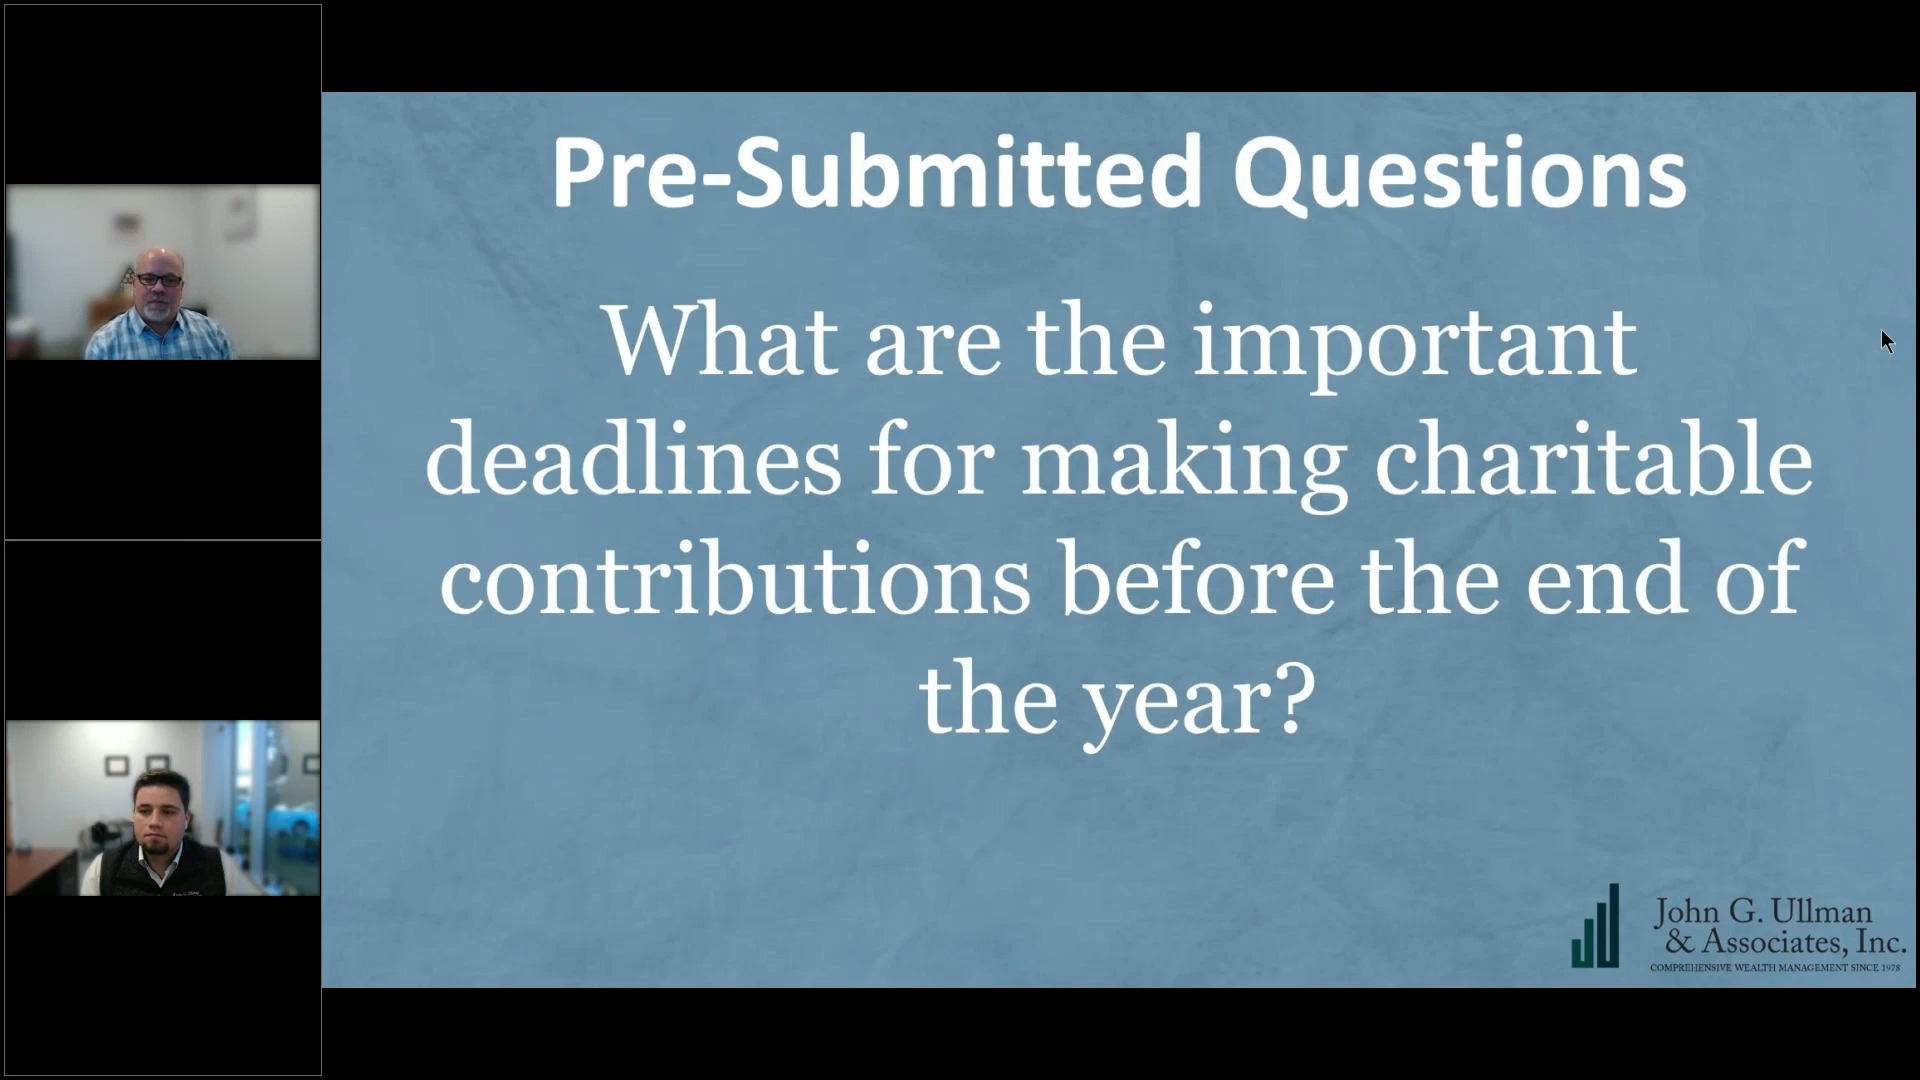 Pre-Submitted Questions
What are the important
deadlines for making charitable
contributions before the end of
the year?
John G. Ullman
& Associates, Inc.
COMPREHENSIVE WEALTH MANAGEMENT SINCE 1978